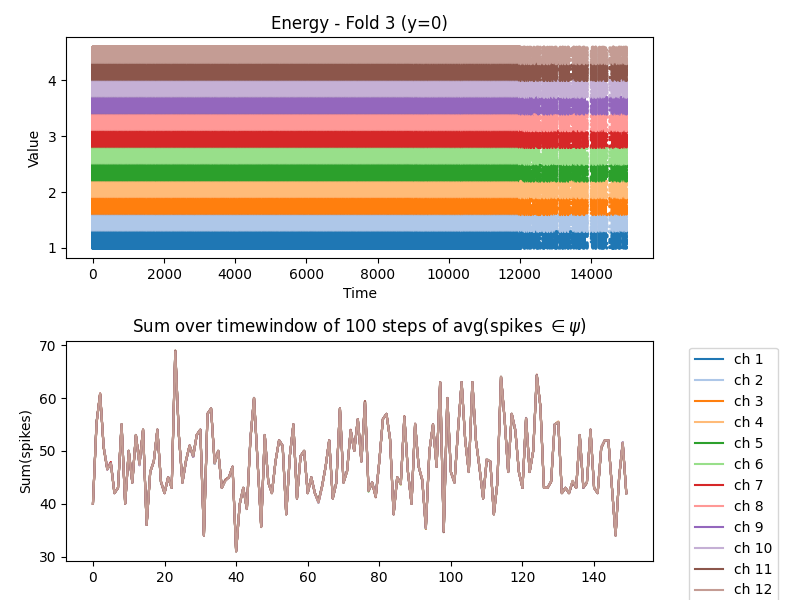 Energy - Fold 3 (y=0)
Value
4
3
2
1
0 2000 4000 6000 8000 10000 12000 14000
Time
Sum over timewindow of 100 steps of avg(spikes ∈ ψ)
Sum(spikes)
70
60
50
40
30
0 20 40 60 80 100 120 140
ch 1
ch 2
ch 3
ch 4
ch 5
ch 6
ch 7
ch 8
ch 9
ch 10
ch 11
ch 12